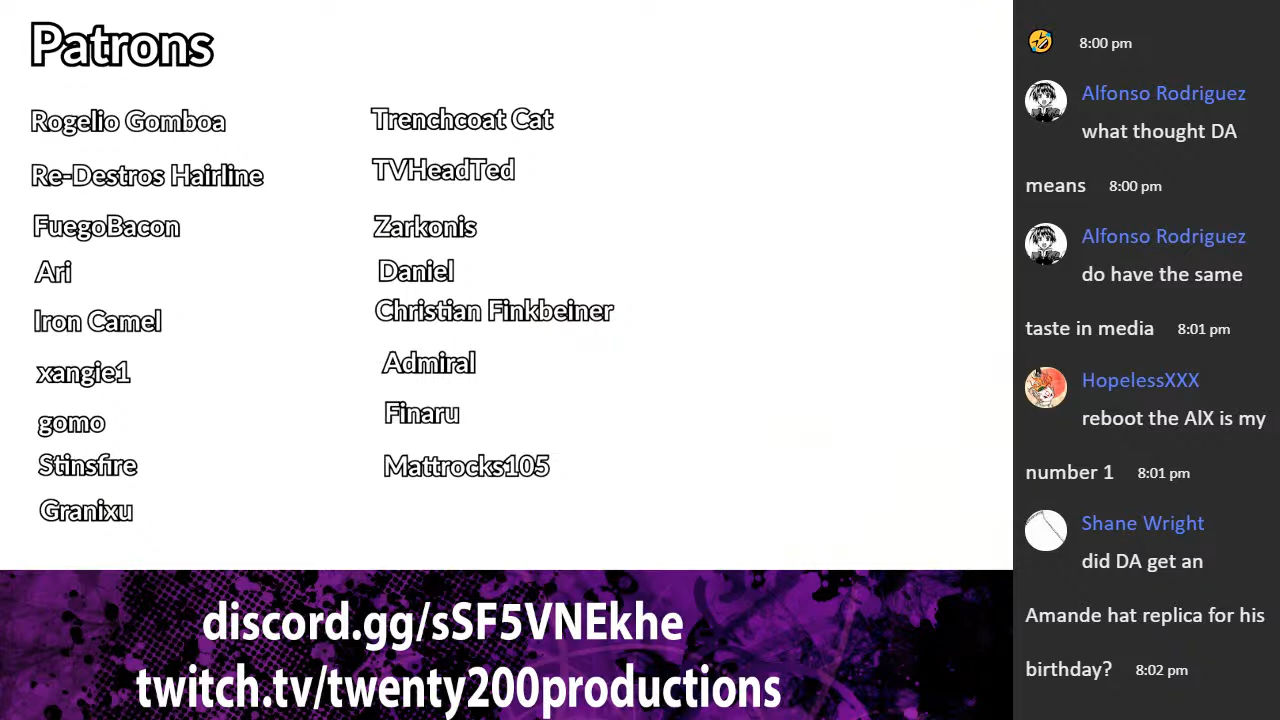 Patrons
Rogelio Gomboa
Re-Destros Hairline
FuegoBacon
Ari
Iron Camel
xangie1
gomo
Stinsfire
Granixu
Trenchcoat Cat
TVHeadTed
Zarkonis
Daniel
Christian Finkbeiner
Admiral
Finaru
Mattrocks105
discord.gg/sSF5VNEkhe
twitch.tv/twenty200productions
8:00 pm
Alfonso Rodriguez
what thought DA
means 8:00 pm
Alfonso Rodriguez
do have the same
taste in media 8:01 pm
HopelessXXX
reboot the AlX is my
number 1 8:01 pm
Shane Wright
did DA get an
Amande hat replica for his
birthday? 8:02 pm